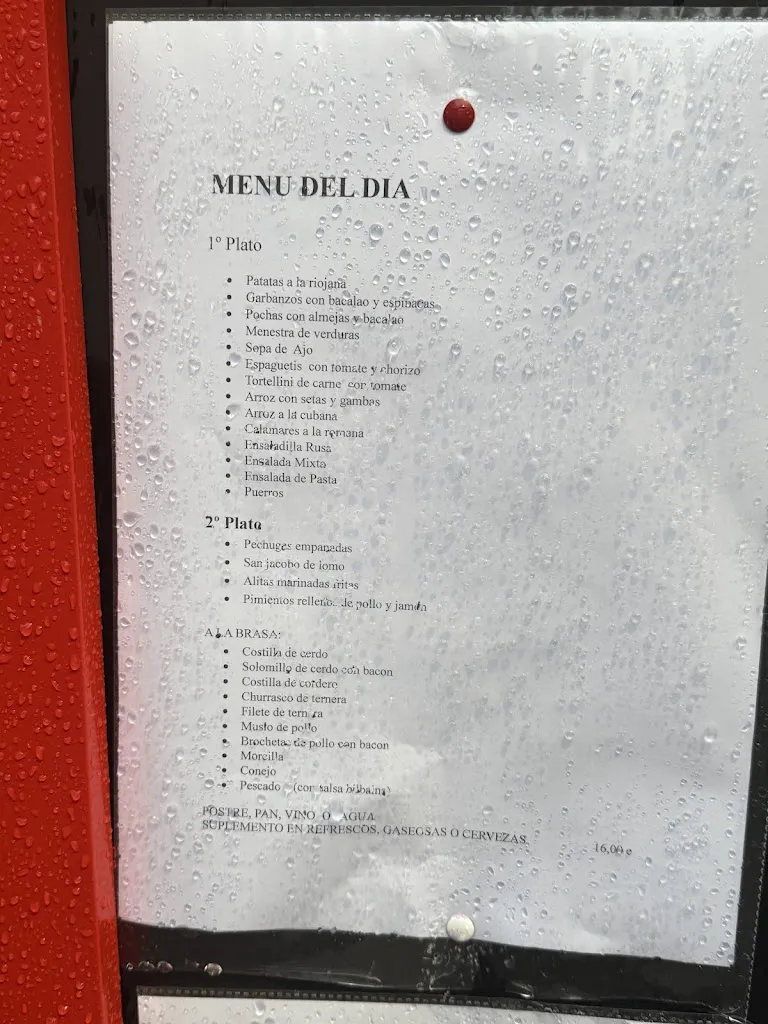 MENU DEL DIA
1º Plato
• Patatas a la riojana
• Garbanzos con bacalao y espinacas
• Pochas con almejas y bacalao
• Menestra de verduras
• Sopa de Ajo
• Espaguetis con tomate y chorizo
• Tortellini de carne con tomate
• Arroz con setas y gambas
• Arroz a la cubana
• Calamares a la romana
• Ensaladilla Rusa
• Ensalada Mixta
• Ensalada de Pasta
• Puerros
2º Plato
• Pechugas empanadas
• San jacobo de lomo
• Alitas marinadas fritas
• Pimientos rellenos de pollo y jamón
A LA BRASA:
• Costilla de cerdo
• Solomillo de cerdo con bacon
• Costilla de cordero
• Churrasco de ternera
• Filete de ternera
• Muslo de pollo
• Brochetas de pollo con bacon
• Morcilla
• Conejo
• Pescado (con salsa bilbaina)
POSTRE, PAN, VINO O AGUA
SUPLEMENTO EN REFRESCOS, GASEOSAS O CERVEZAS
16,00 e